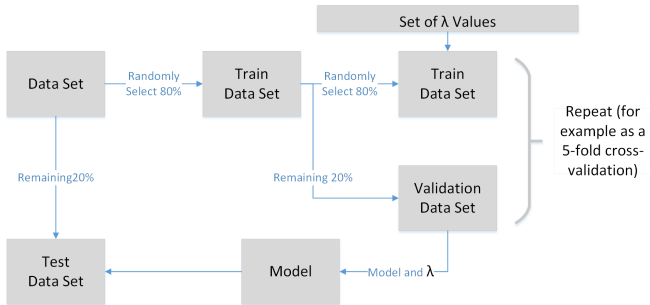 Set of λ Values
Data Set
Randomly
Select 80%
Train
Data Set
Randomly
Select 80%
Train
Data Set
Repeat (for
example as a
5-fold cross-
validation)
Remaining20%
Remaining 20%
Validation
Data Set
Test
Data Set
Model
Model and λ